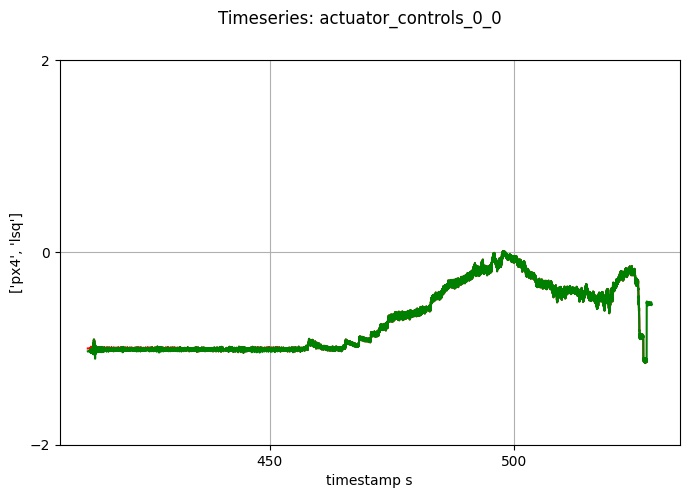 Timeseries: actuator_controls_0_0
2
0
−2
['px4', 'lsq']
450
500
timestamp s